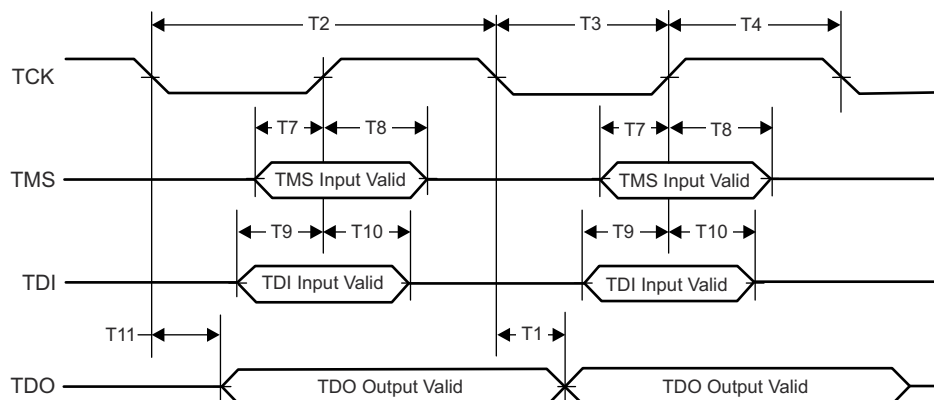 T2
T3
T4
TCK
T7
T8
T7
T8
TMS
TMS Input Valid
TMS Input Valid
T9
T10
T9
T10
TDI
TDI Input Valid
TDI Input Valid
T11
T1
TDO
TDO Output Valid
TDO Output Valid